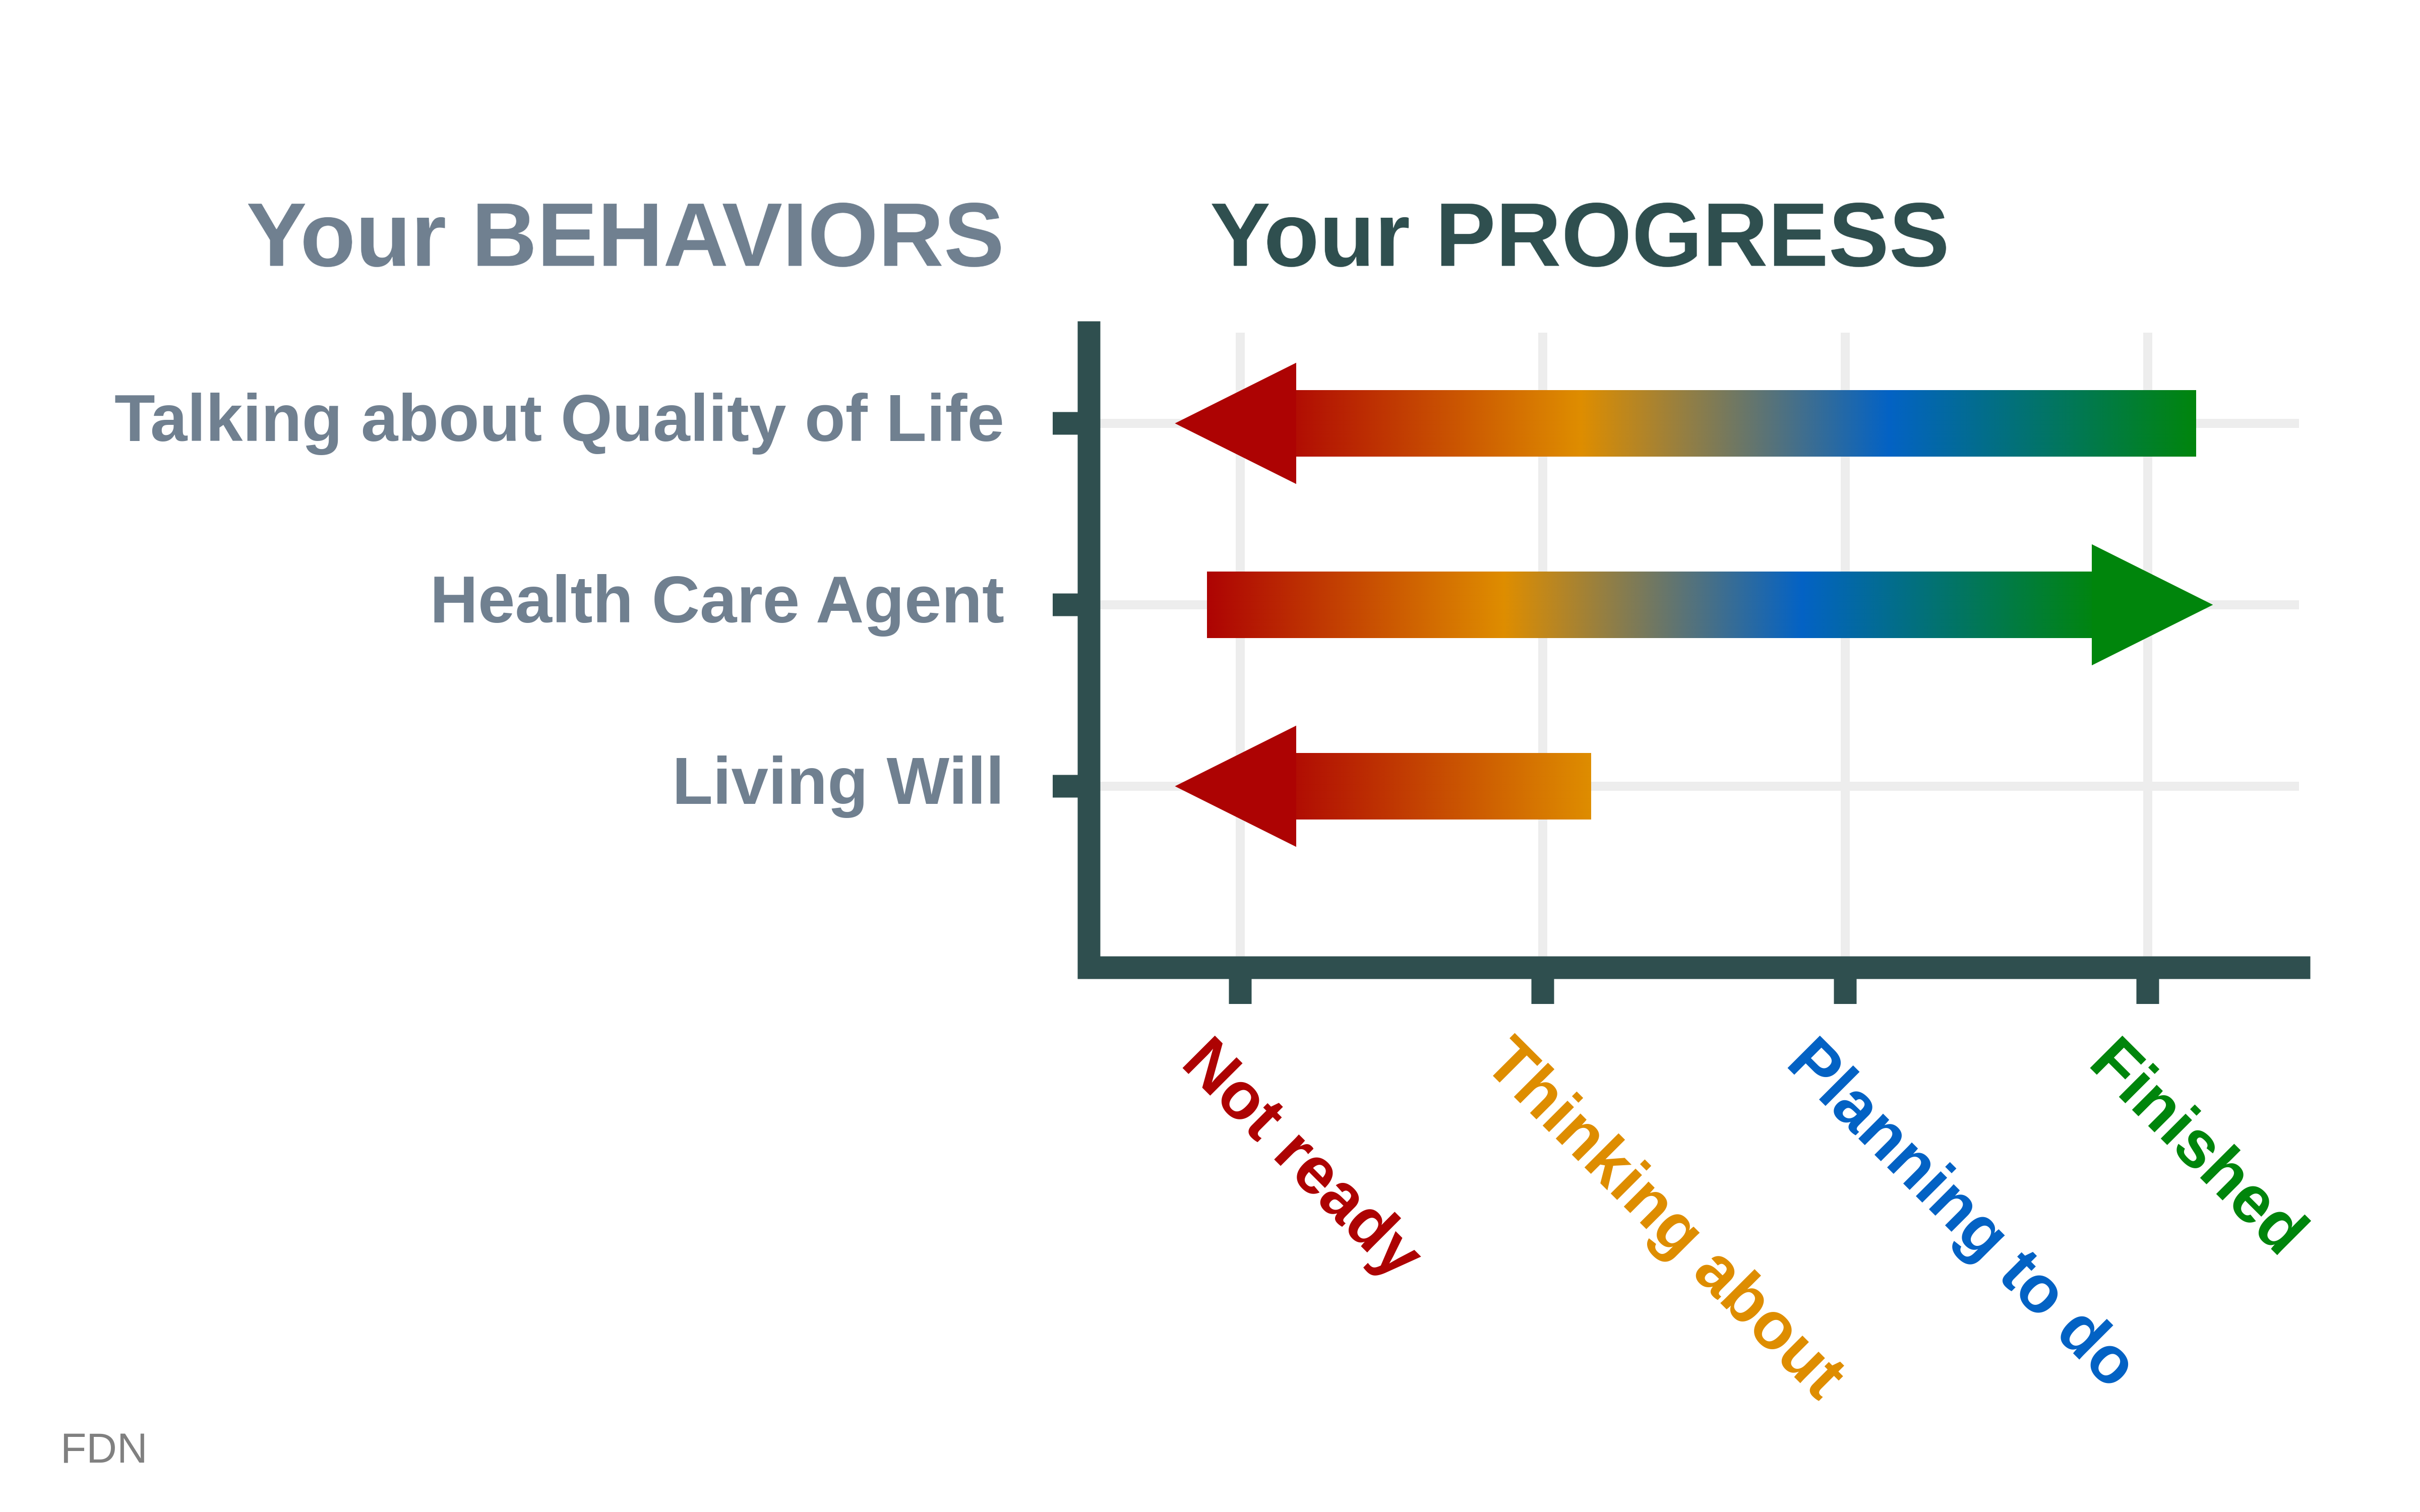 Your BEHAVIORS
Your PROGRESS
Talking about Quality of Life
Health Care Agent
Living Will
Not ready
Thinking about
Planning to do
Finished
FDN